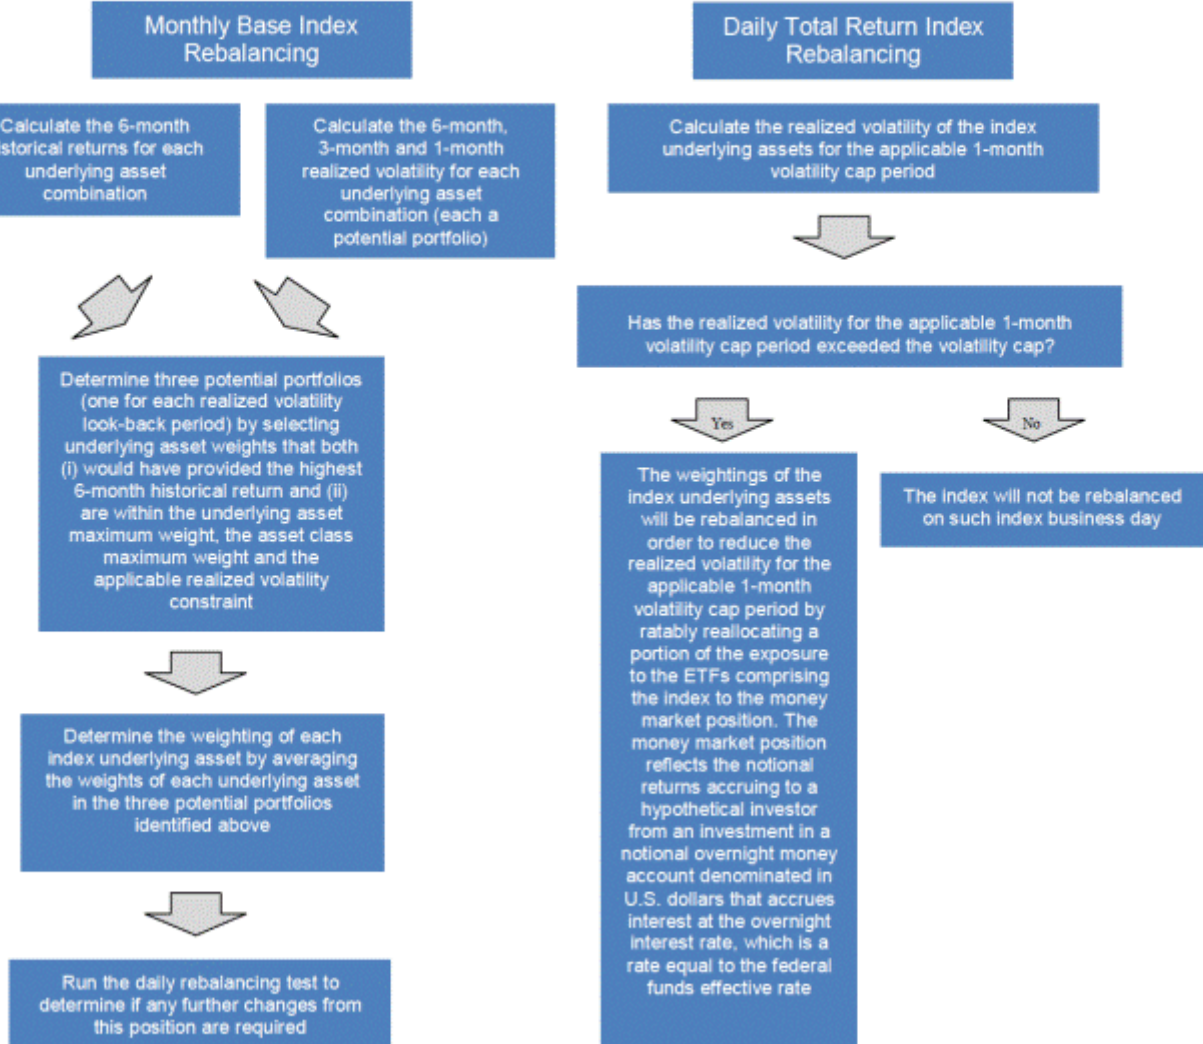 Monthly Base Index
Rebalancing
Calculate the 6-month
returns for each
underlying asset
combination
Calculate the 6-month,
3-month and 1-month
realized volatility for each
underlying asset
combination (each a
potential portfolio)
Determine three potential portfolios
(one for each realized volatility
look-back period) by selecting
underlying asset weights that both
(i) would have provided the highest
6-month historical return and (ii)
are within the underlying asset
maximum weight, the asset class
maximum weight and the
applicable realized volatility
constraint
Determine the weighting of each
index underlying asset by averaging
the weights of each underlying asset
in the three potential portfolios
identified above
Run the daily rebalancing test to
determine if any further changes from
this position are required
Daily Total Return Index
Rebalancing
Calculate the realized volatility of the index
underlying assets for the applicable 1-month
volatility cap period
Has the realized volatility for the applicable 1-month
volatility cap period exceeded the volatility cap?
Yes
The weightings of the
index underlying assets
will be rebalanced in
order to reduce the
realized volatility for the
applicable 1-month
volatility cap period by
ratably reallocating a
portion of the exposure
to the ETFs comprising
the index to the money
market position. The
money market position
reflects the notional
returns accruing to a
hypothetical investor
from an investment in a
notional overnight money
account denominated in
U.S. dollars that accrues
interest at the overnight
interest rate, which is a
rate equal to the federal
funds effective rate
No
The index will not be rebalanced
on such index business day